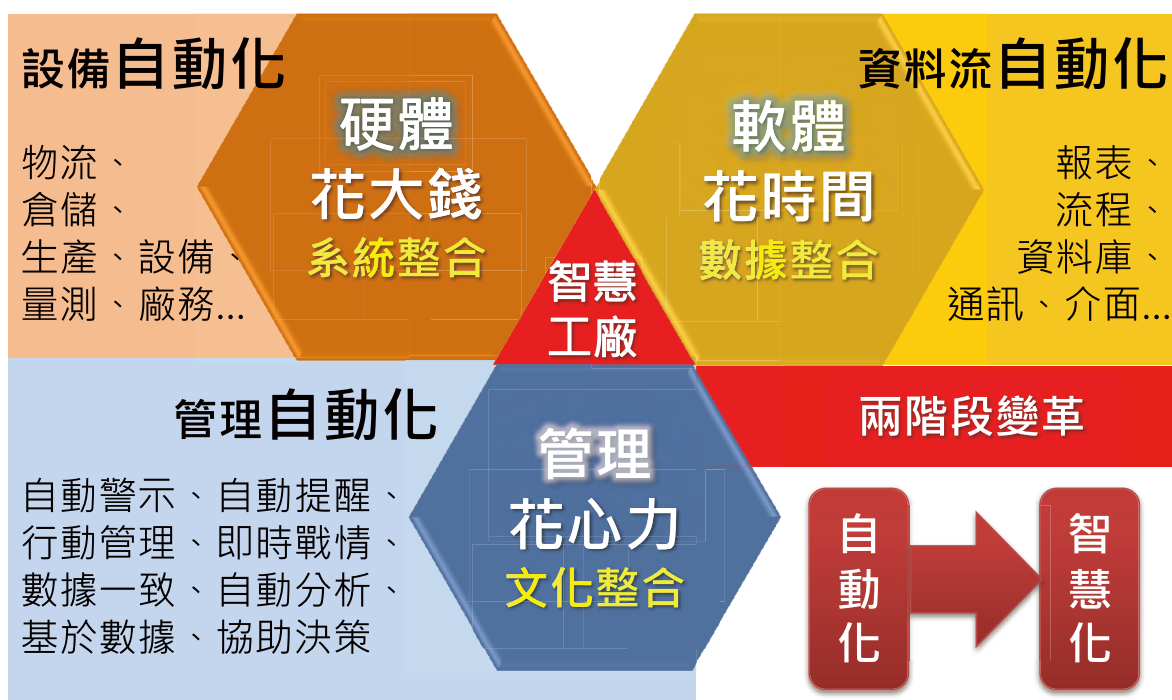 設備自動化
物流、
倉儲、
生產、設備、
量測、廠務...
硬體
花大錢
系統整合
軟體
花時間
數據整合
資料流自動化
報表、
流程、
資料庫、
通訊、介面...
智慧
工廠
管理自動化
自動警示、自動提醒、
行動管理、即時戰情、
數據一致、自動分析、
基於數據、協助決策
管理
花心力
文化整合
兩階段變革
自動化
智慧化